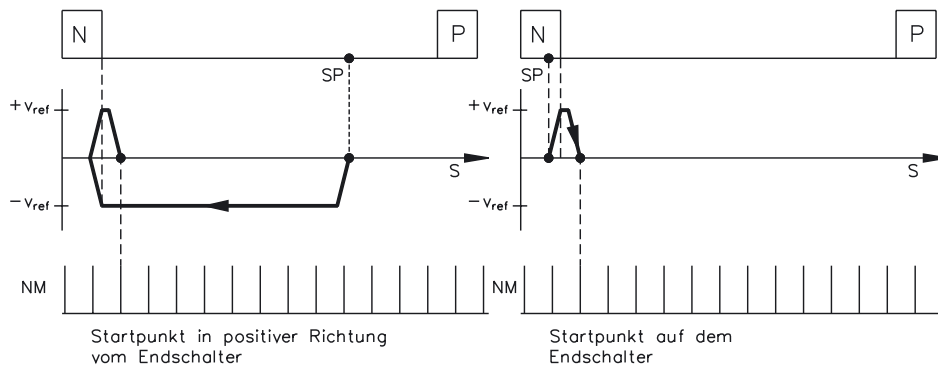 N
P
SP
+vref
S
−vref
NM
Startpunkt in positiver Richtung
vom Endschalter
N
P
SP
+vref
S
−vref
NM
Startpunkt auf dem
Endschalter